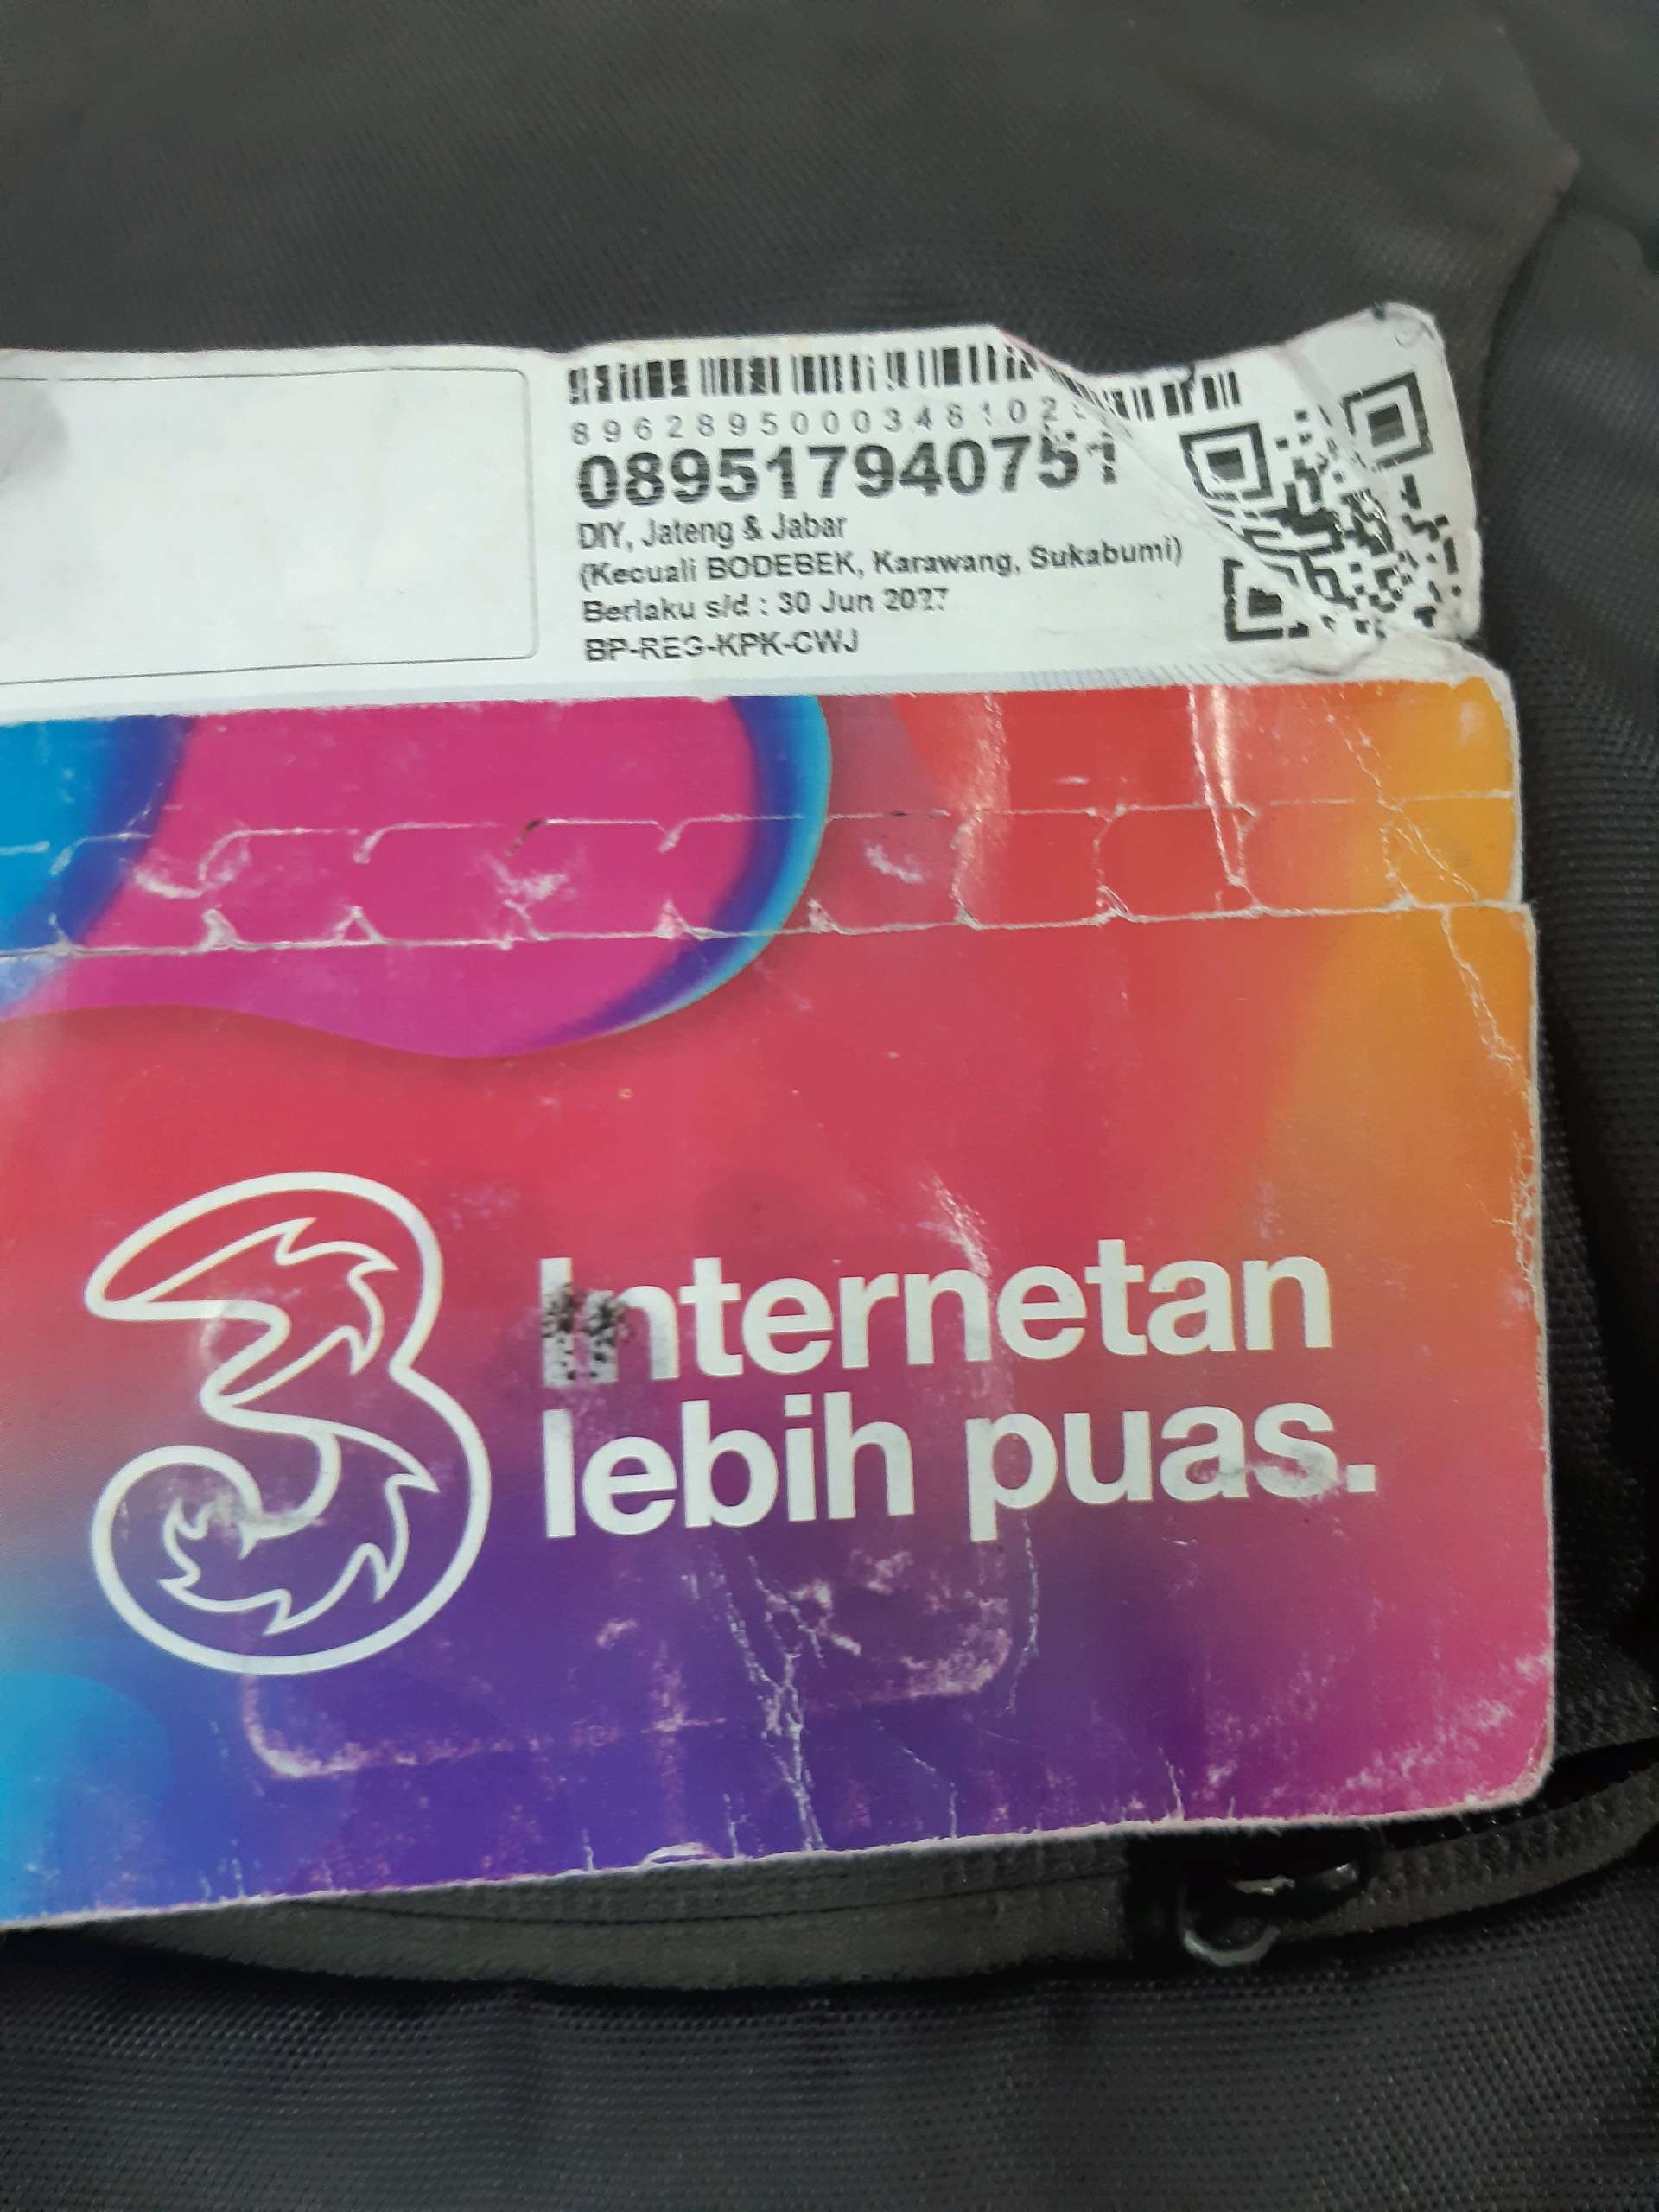 089517940751
DIY, Jateng & Jabar
(Kecuali BODEBEK, Karawang, Sukabumi)
Berlaku s/d : 30 Jun 2027
BP-REG-KPK-CWJ
3
Internetan
lebih puas.